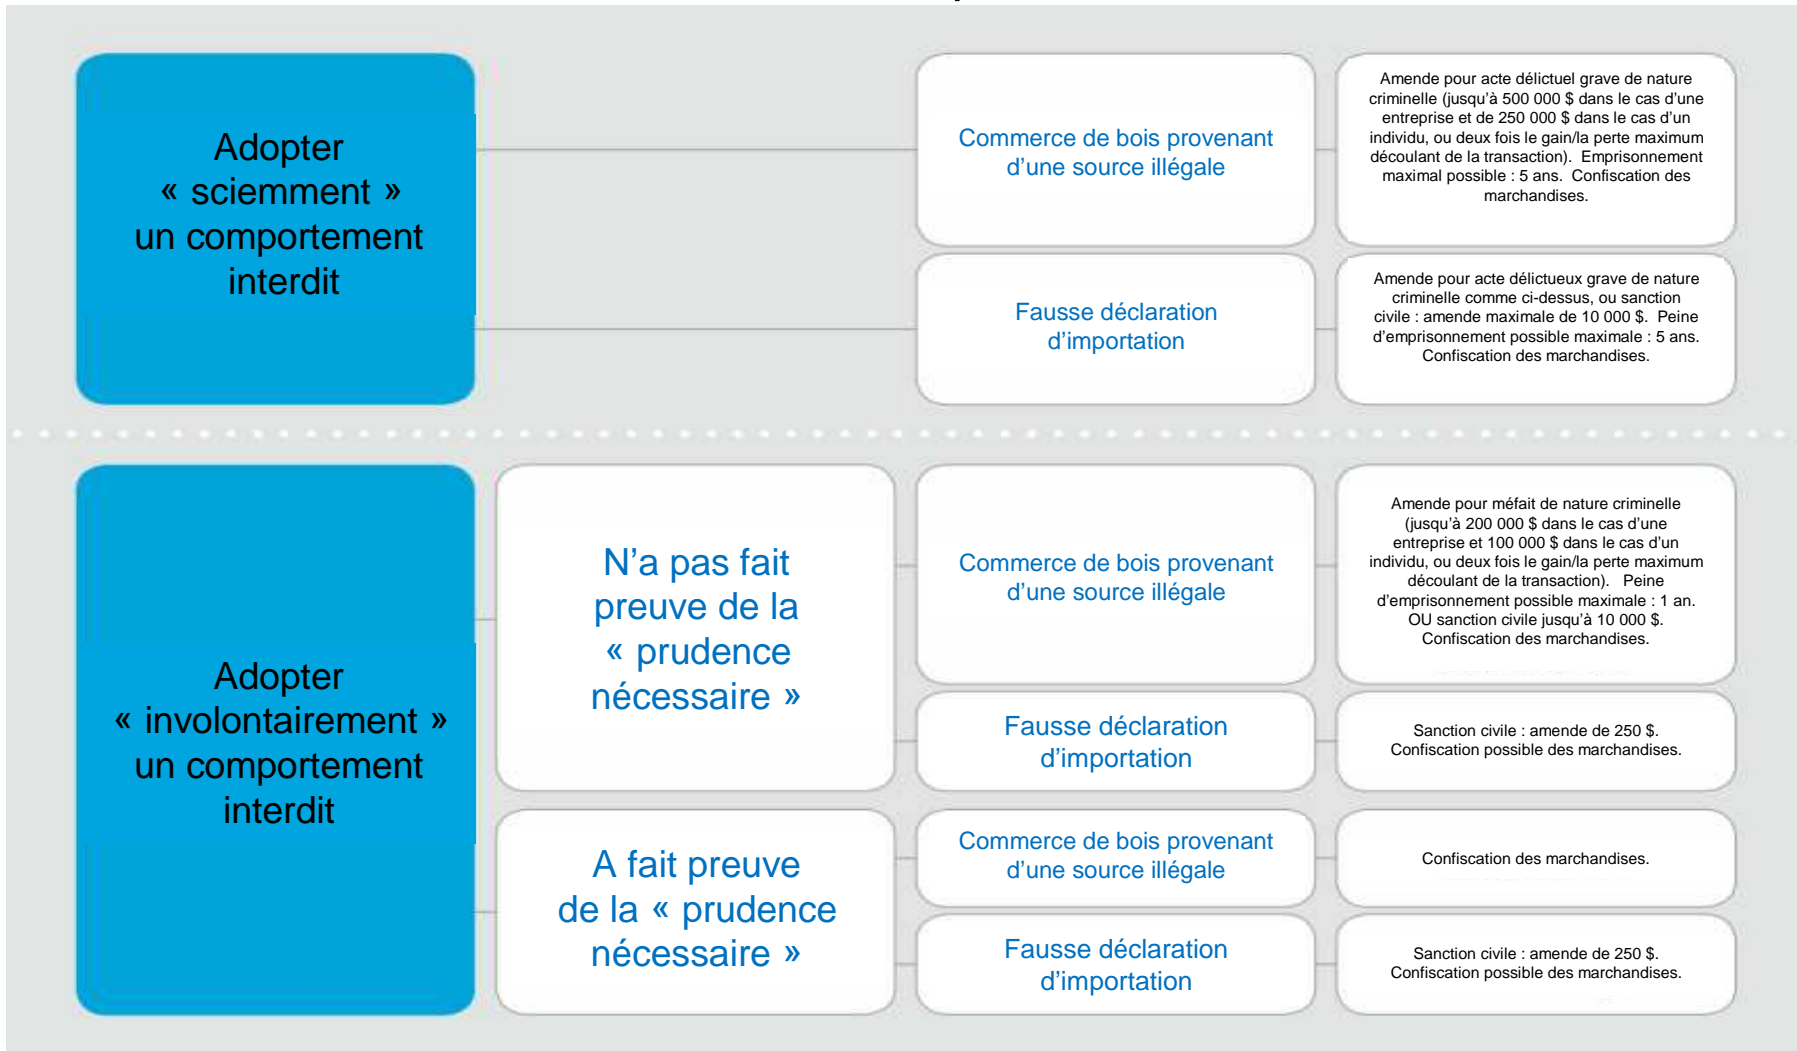 Adopter
« sciemment »
un comportement
interdit
Commerce de bois provenant
d’une source illégale
Amende pour acte délictuel grave de nature
criminelle (jusqu’à 500 000 $ dans le cas d’une
entreprise et de 250 000 $ dans le cas d’un
individu, ou deux fois le gain/la perte maximum
découlant de la transaction).  Emprisonnement
maximal possible : 5 ans.  Confiscation des
marchandises.
Fausse déclaration
d’importation
Amende pour acte délictueux grave de nature
criminelle comme ci-dessus, ou sanction
civile : amende maximale de 10 000 $.  Peine
d’emprisonnement possible maximale : 5 ans.
Confiscation des marchandises.
Adopter
« involontairement »
un comportement
interdit
N’a pas fait
preuve de la
« prudence
nécessaire »
Commerce de bois provenant
d’une source illégale
Amende pour méfait de nature criminelle
(jusqu’à 200 000 $ dans le cas d’une
entreprise et 100 000 $ dans le cas d’un
individu, ou deux fois le gain/la perte maximum
découlant de la transaction).   Peine
d’emprisonnement possible maximale : 1 an.
OU sanction civile jusqu’à 10 000 $.
Confiscation des marchandises.
Fausse déclaration
d’importation
Sanction civile : amende de 250 $.
Confiscation possible des marchandises.
A fait preuve
de la « prudence
nécessaire »
Commerce de bois provenant
d’une source illégale
Confiscation des marchandises.
Fausse déclaration
d’importation
Sanction civile : amende de 250 $.
Confiscation possible des marchandises.